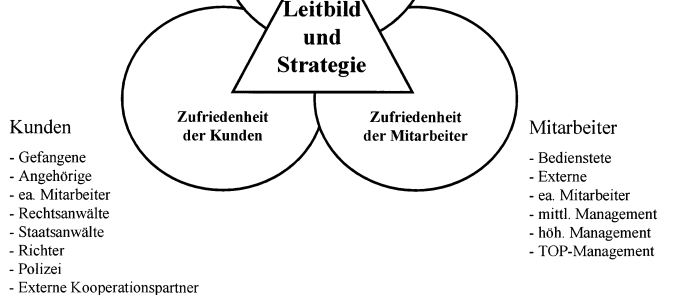 Leitbild
und
Strategie
Zufriedenheit
der Kunden
Zufriedenheit
der Mitarbeiter
Kunden
- Gefangene
- Angehörige
- ea. Mitarbeiter
- Rechtsanwälte
- Staatsanwälte
- Richter
- Polizei
- Externe Kooperationspartner
Mitarbeiter
- Bedienstete
- Externe
- ea. Mitarbeiter
- mittl. Management
- höh. Management
- TOP-Management